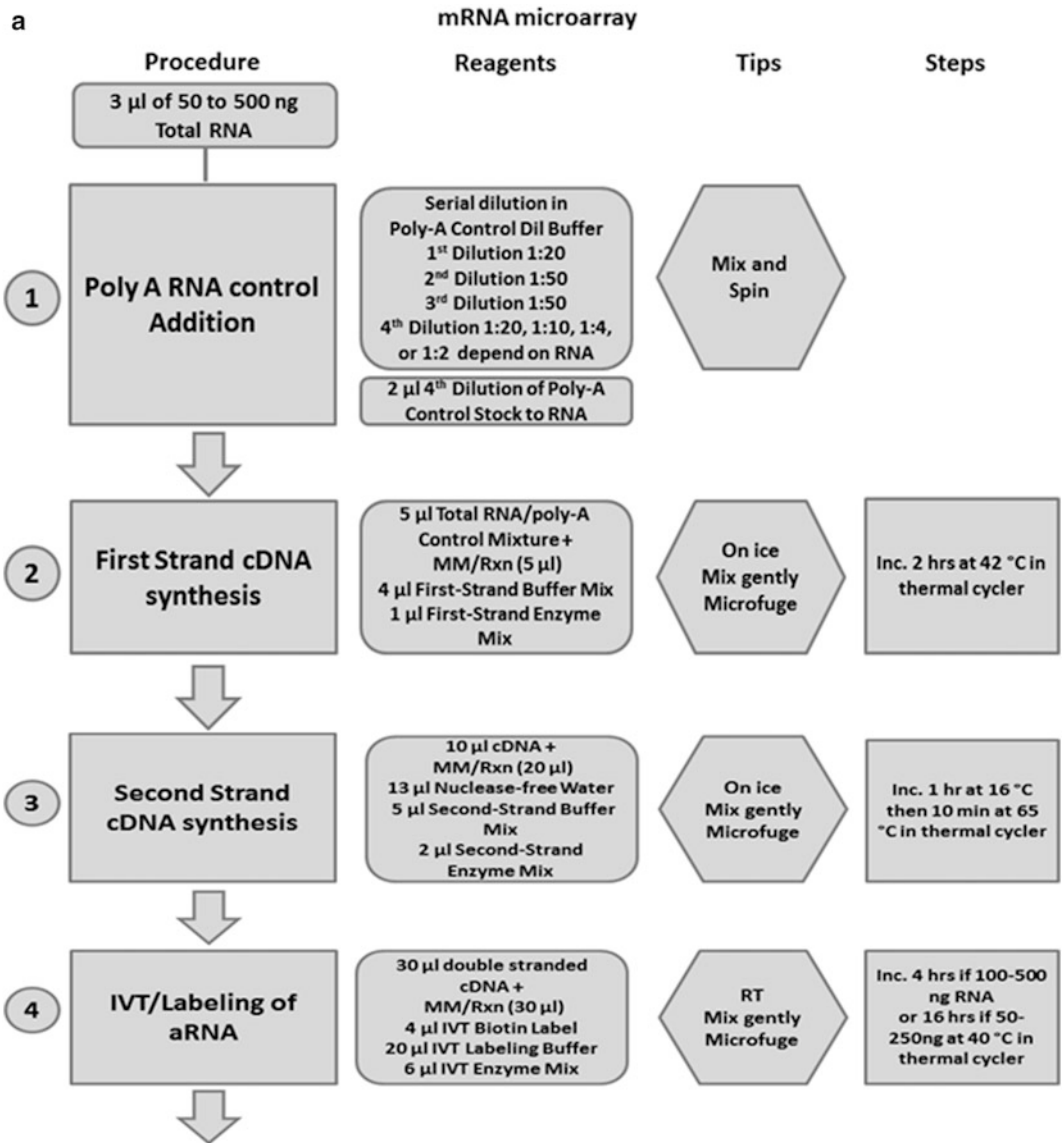 a
mRNA microarray
Procedure
Reagents
Tips
Steps
3 µl of 50 to 500 ng
Total RNA
1
Poly A RNA control
Addition
Serial dilution in
Poly-A Control Dil Buffer
1st Dilution 1:20
2nd Dilution 1:50
3rd Dilution 1:50
4th Dilution 1:20, 1:10, 1:4,
or 1:2 depend on RNA
2 µl 4th Dilution of Poly-A
Control Stock to RNA
Mix and
Spin
2
First Strand cDNA
synthesis
5 µl Total RNA/poly-A
Control Mixture +
MM/Rxn (5 µl)
4 µl First-Strand Buffer Mix
1 µl First-Strand Enzyme
Mix
On ice
Mix gently
Microfuge
Inc. 2 hrs at 42 °C in
thermal cycler
3
Second Strand
cDNA synthesis
10 µl cDNA +
MM/Rxn (20 µl)
13 µl Nuclease-free Water
5 µl Second-Strand Buffer
Mix
2 µl Second-Strand
Enzyme Mix
On ice
Mix gently
Microfuge
Inc. 1 hr at 16 °C
then 10 min at 65
°C in thermal cycler
4
IVT/Labeling of
aRNA
30 µl double stranded
cDNA +
MM/Rxn (30 µl)
4 µl IVT Biotin Label
20 µl IVT Labeling Buffer
6 µl IVT Enzyme Mix
RT
Mix gently
Microfuge
Inc. 4 hrs if 100-500
ng RNA
or 16 hrs if 50-
250ng at 40 °C in
thermal cycler